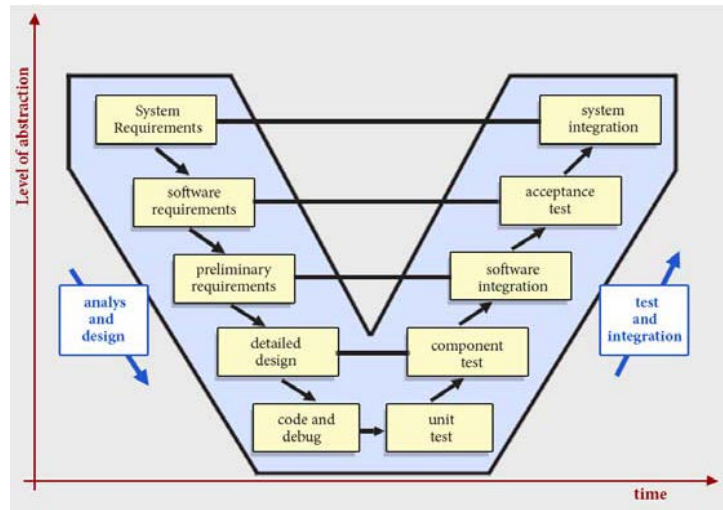 Level of abstraction
System
Requirements
system
integration
software
requirements
acceptance
test
preliminary
requirements
software
integration
analys
and
design
test
and
integration
detailed
design
component
test
code and
debug
unit
test
time